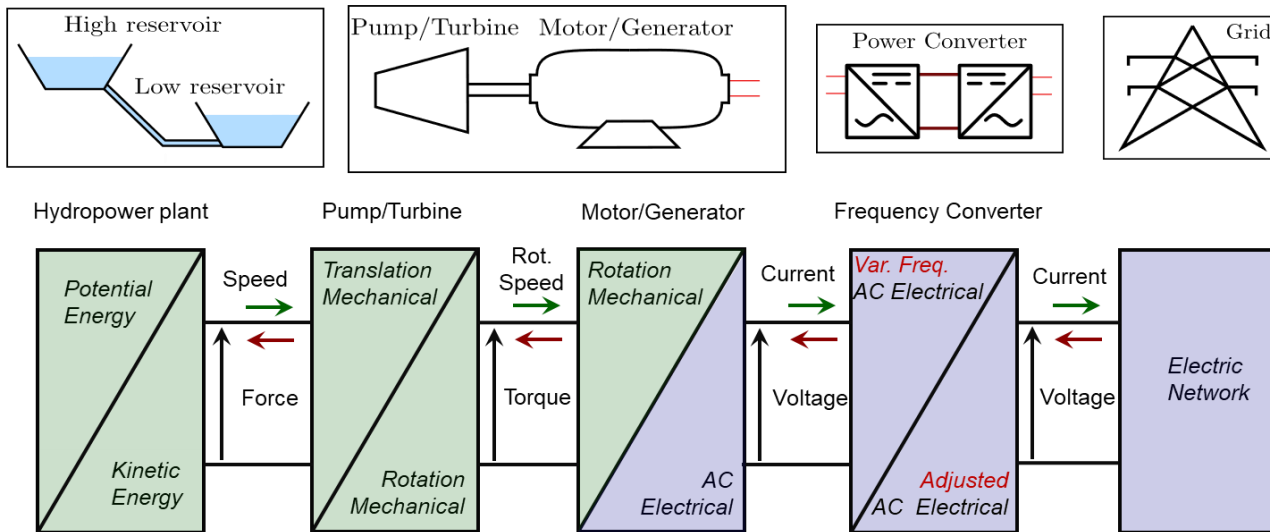 High reservoir
Low reservoir
Pump/Turbine
Motor/Generator
Power Converter
Grid
Hydropower plant
Pump/Turbine
Motor/Generator
Frequency Converter
Potential
Energy
Kinetic
Energy
Speed
Force
Translation
Mechanical
Rotation
Mechanical
Rot.
Speed
Torque
Rotation
Mechanical
AC
Electrical
Current
Voltage
Var. Freq.
AC Electrical
Adjusted
AC Electrical
Current
Voltage
Electric
Network